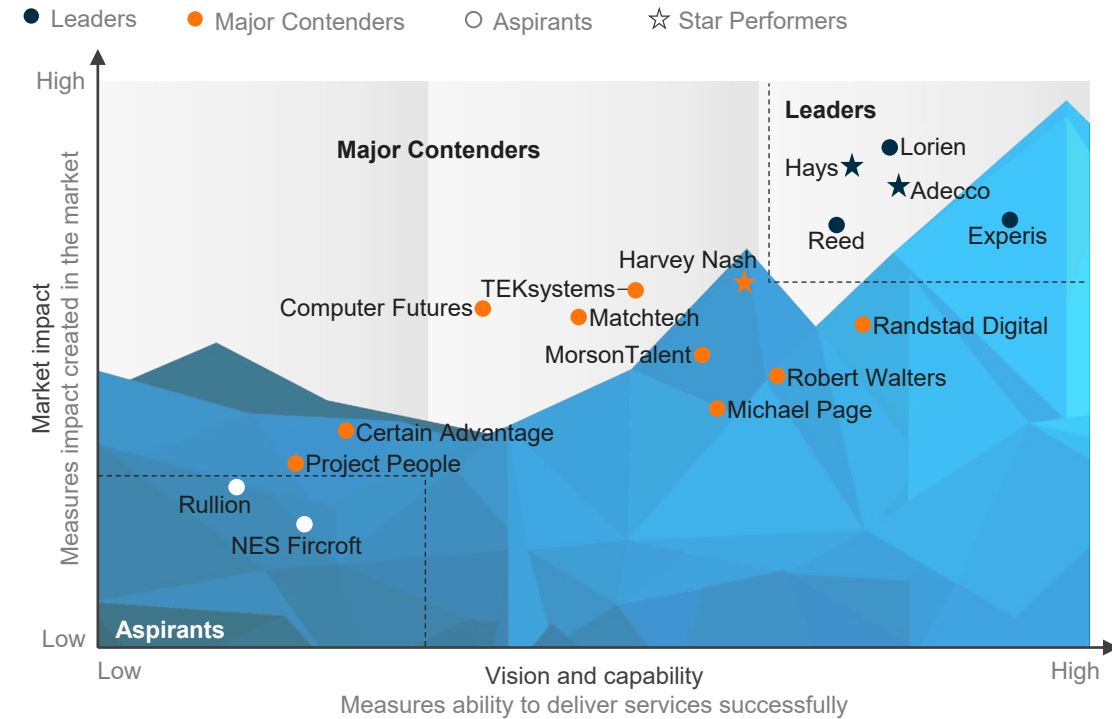 Leaders
Major Contenders
Aspirants
Star Performers
High
Leaders
Major Contenders
Lorien
Hays
Adecco
Reed
Experis
Harvey Nash
TEKsystems
Computer Futures
Matchtech
Randstad Digital
MorsonTalent
Robert Walters
Michael Page
Certain Advantage
Project People
Rullion
NES Fircroft
Aspirants
Market impact
Measures impact created in the market
Low
Low
Vision and capability
High
Measures ability to deliver services successfully